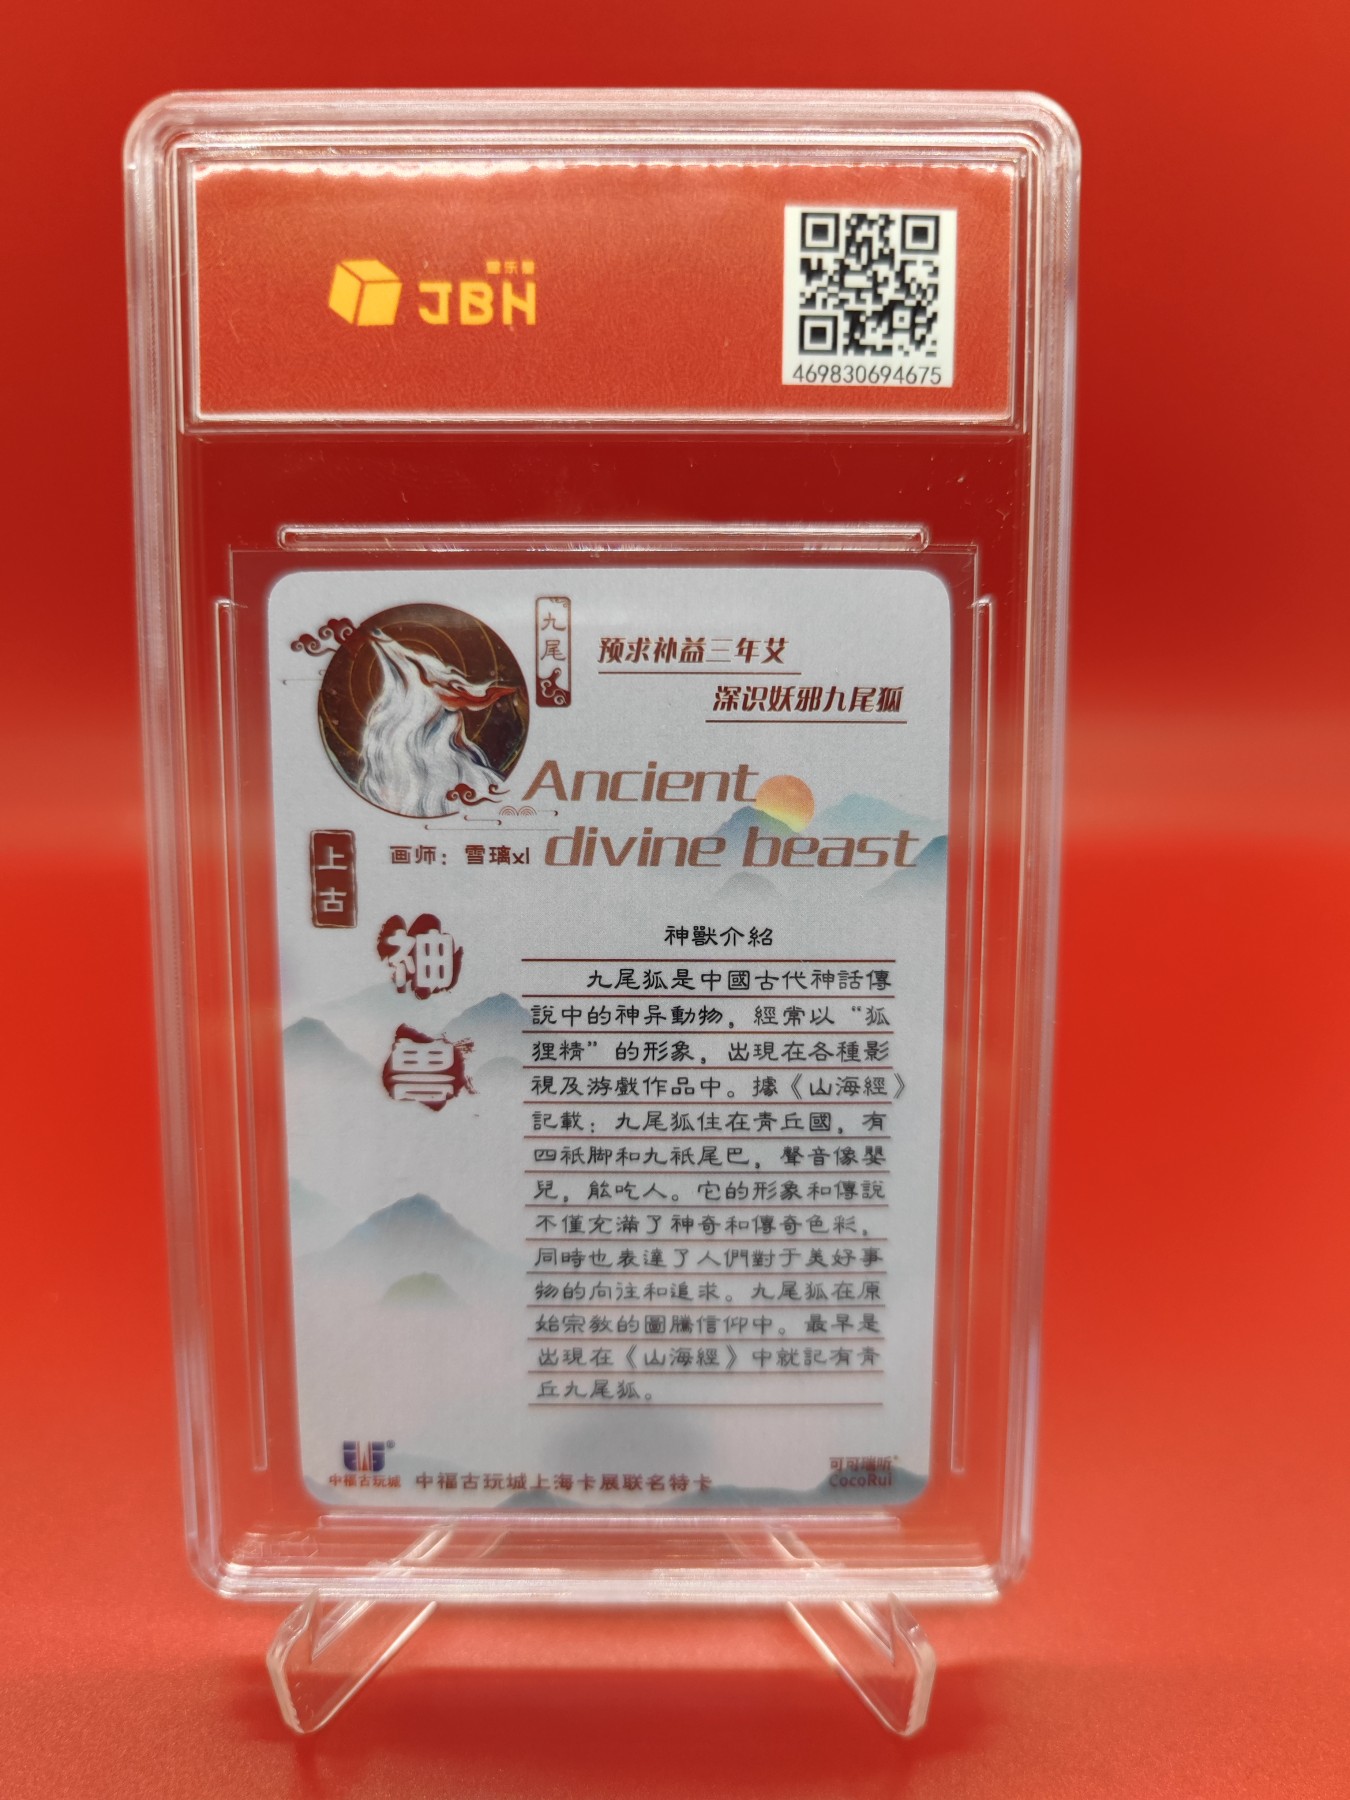 JBH
469830694675
九尾
预求补益三年艾
深识妖邪九尾狐
Ancient
divine beast
画师：雪璃xl
上古
神兽
神獸介紹
九尾狐是中國古代神話傳
說中的神异動物，經常以“狐
狸精”的形象，出現在各種影
視及游戲作品中。據《山海經》
記載：九尾狐住在青丘國，有
四衹脚和九衹尾巴，聲音像嬰
兒，能吃人。它的形象和傳說
不僅充滿了神奇和傳奇色彩，
同時也表達了人們對于美好事
物的向往和追求。九尾狐在原
始宗教的圖騰信仰中。最早是
出現在《山海經》中就記有青
丘九尾狐。
中福古玩城
中福古玩城上海卡展联名特卡
可可瑞听
CocoRui